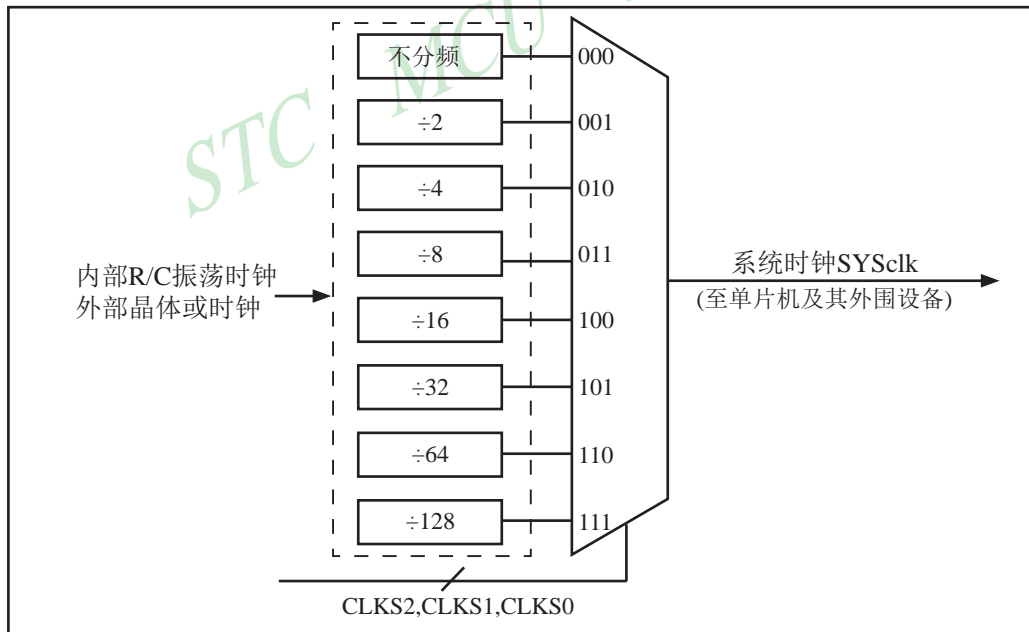 STC MCU
不分频
000
÷2
001
÷4
010
÷8
011
÷16
100
÷32
101
÷64
110
÷128
111
内部R/C振荡时钟
外部晶体或时钟
系统时钟SYSclk
(至单片机及其外围设备)
CLKS2,CLKS1,CLKS0